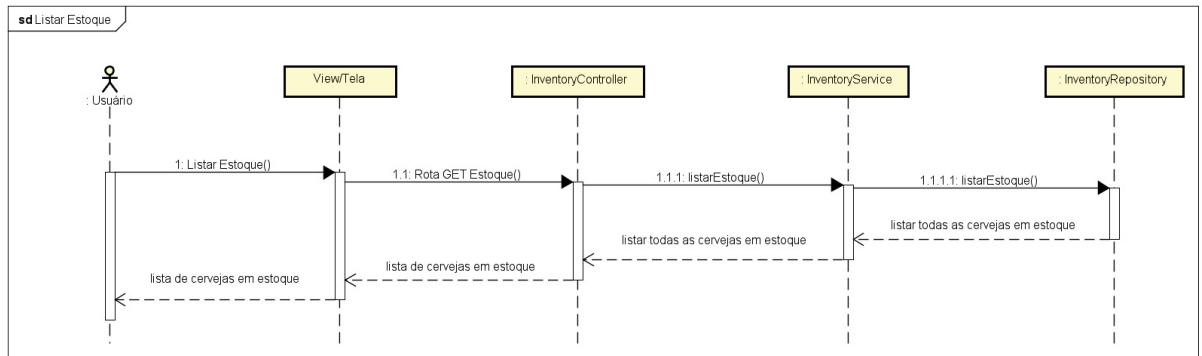 sd Listar Estoque
: Usuário
View/Tela
: InventoryController
: InventoryService
: InventoryRepository
1: Listar Estoque()
1.1: Rota GET Estoque()
1.1.1: listarEstoque()
1.1.1.1: listarEstoque()
listar todas as cervejas em estoque
listar todas as cervejas em estoque
lista de cervejas em estoque
lista de cervejas em estoque